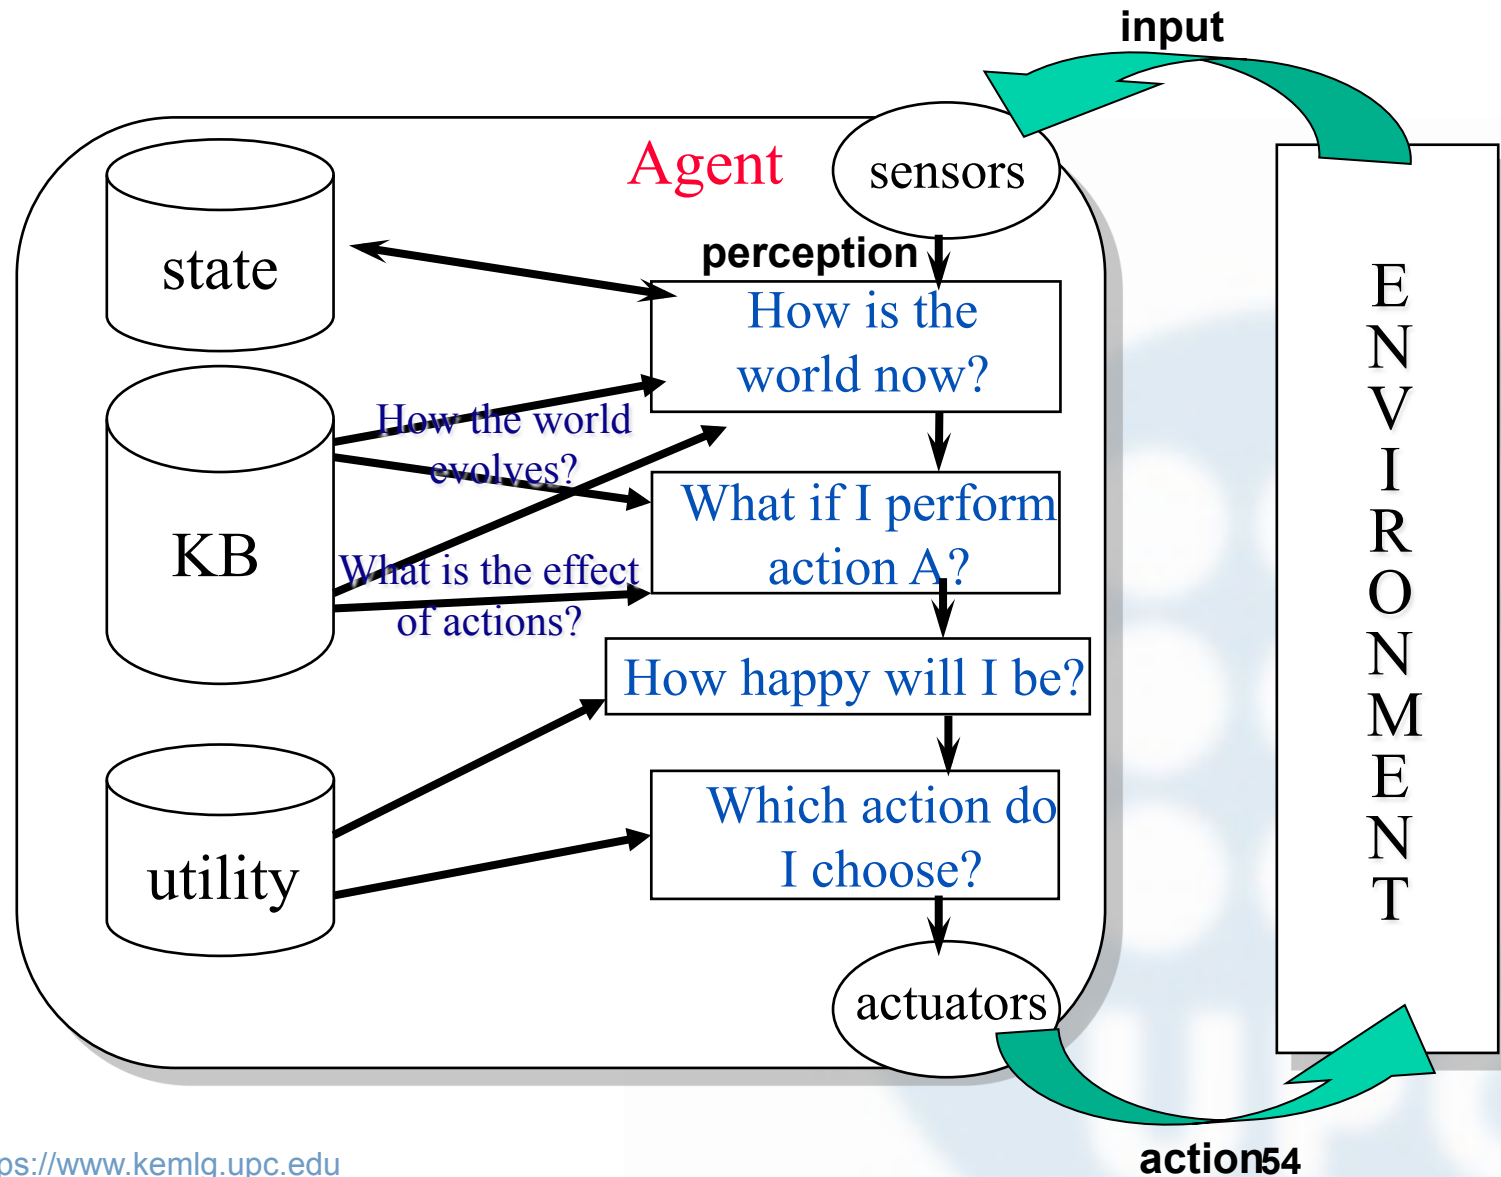 input
Agent
sensors
state
perception
How is the
world now?
How the world
evolves?
KB
What if I perform
action A?
What is the effect
of actions?
How happy will I be?
utility
Which action do
I choose?
actuators
ENVIRONMENT
action54
ps://www.kemlg.upc.edu
upc